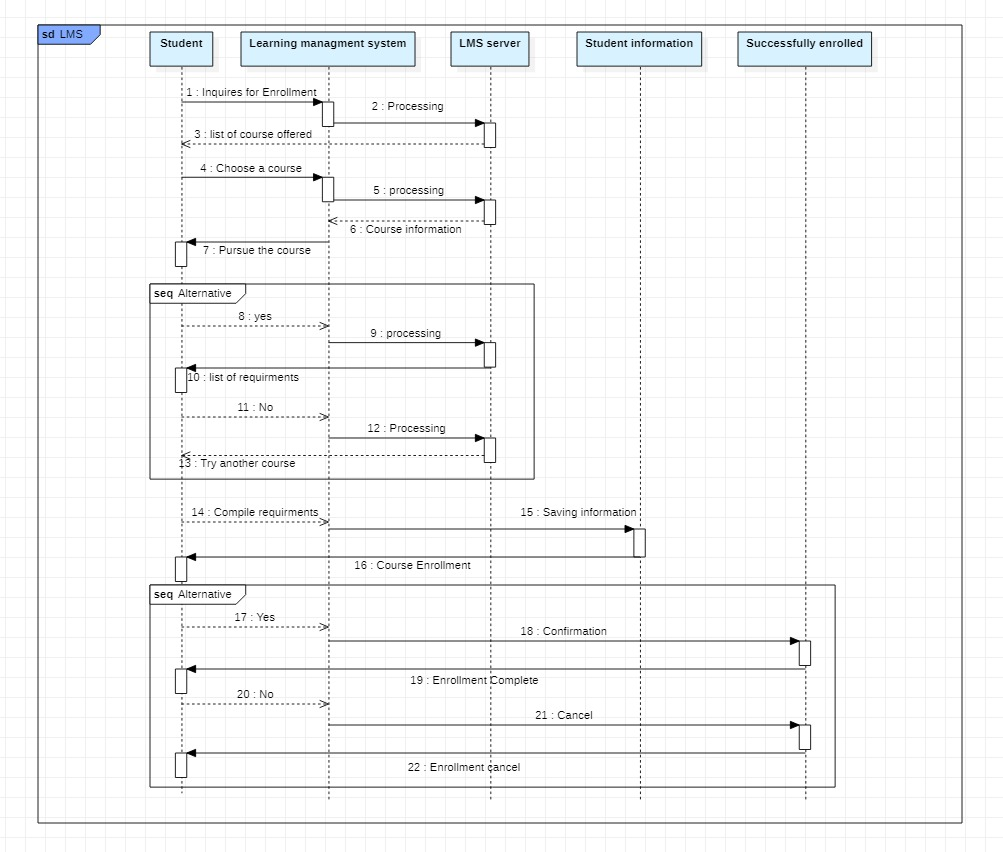 sd LMS
Student
Learning managment system
LMS server
Student information
Successfully enrolled
1 : Inquires for Enrollment
2 : Processing
3 : list of course offered
4 : Choose a course
5 : processing
6 : Course information
7 : Pursue the course
seq Alternative
8 : yes
9 : processing
10 : list of requirments
11 : No
12 : Processing
13 : Try another course
14 : Compile requirments
15 : Saving information
16 : Course Enrollment
seq Alternative
17 : Yes
18 : Confirmation
19 : Enrollment Complete
20 : No
21 : Cancel
22 : Enrollment cancel